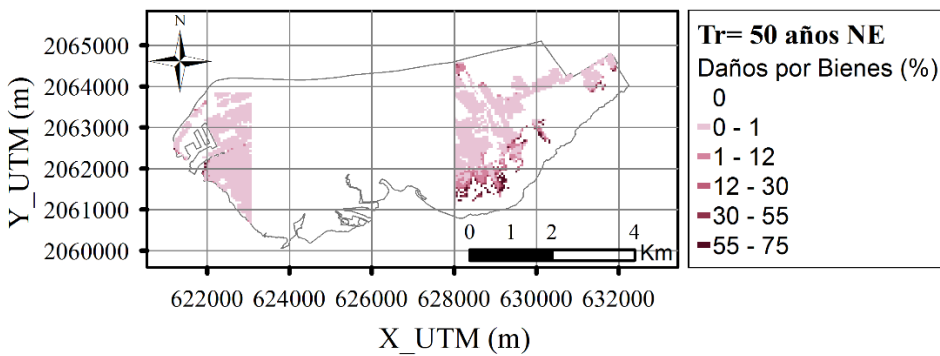 N
Y_UTM (m)
2065000
2064000
2063000
2062000
2061000
2060000
0 1 2 4
Km
622000 624000 626000 628000 630000 632000
X_UTM (m)
Tr= 50 años NE
Daños por Bienes (%)
0
0 - 1
1 - 12
12 - 30
30 - 55
55 - 75